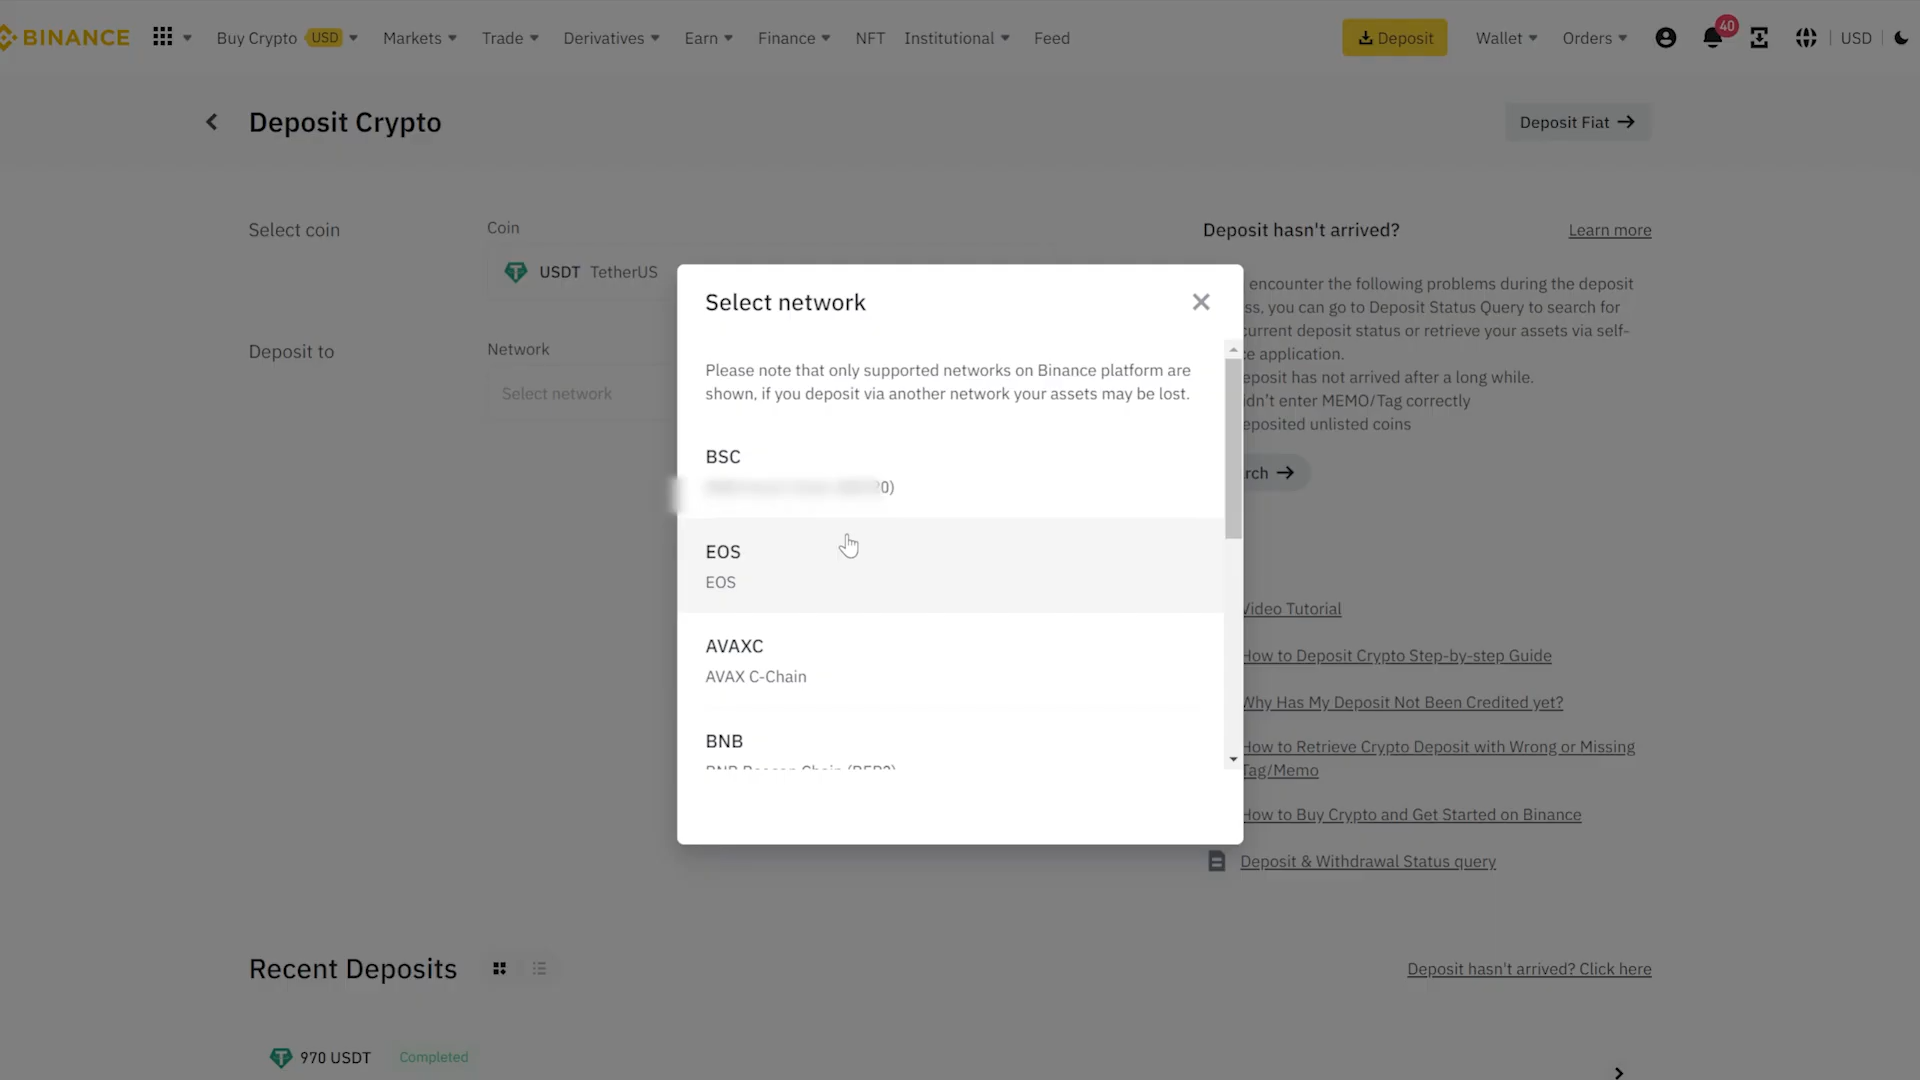 BINANCE
Buy Crypto USD Markets Trade Derivatives Earn Finance NFT Institutional Feed
Deposit Wallet Orders 40 USD
Deposit Crypto
Deposit Fiat
Select coin
Coin
USDT TetherUS
Deposit to
Network
Select network
Deposit hasn't arrived? Learn more
encounter the following problems during the deposit
you can go to Deposit Status Query to search for
current deposit status or retrieve your assets via self-
application.
eposit has not arrived after a long while.
idn't enter MEMO/Tag correctly
eposited unlisted coins
rch
Select network
Please note that only supported networks on Binance platform are
shown, if you deposit via another network your assets may be lost.
BSC
0)
EOS
EOS
AVAXC
AVAX C-Chain
BNB
BNB Beacon Chain (BEP2)
Video Tutorial
How to Deposit Crypto Step-by-step Guide
Why Has My Deposit Not Been Credited yet?
How to Retrieve Crypto Deposit with Wrong or Missing
Tag/Memo
How to Buy Crypto and Get Started on Binance
Deposit & Withdrawal Status query
Recent Deposits
Deposit hasn't arrived? Click here
970 USDT Completed